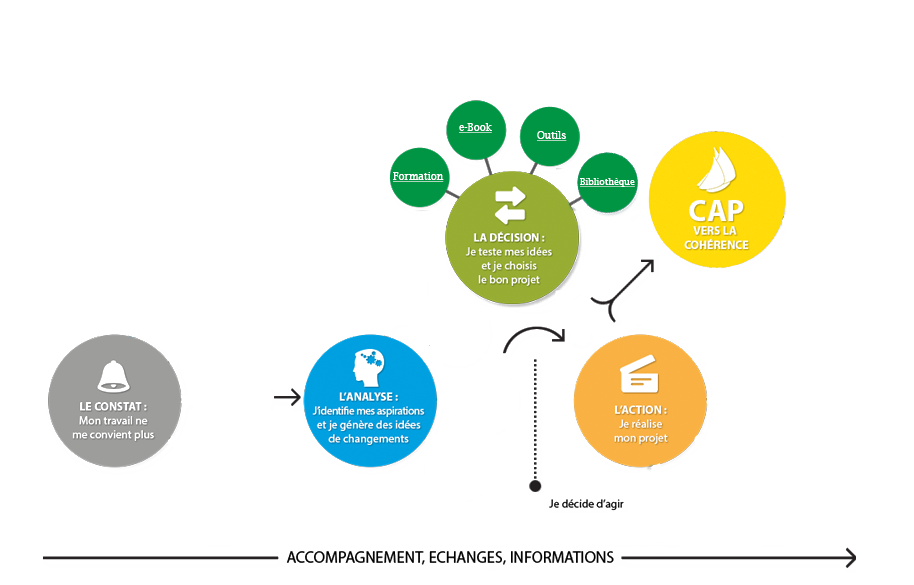 Formation
e-Book
Outils
Bibliothèque
LA DÉCISION :
Je teste mes idées
et je choisis
le bon projet
CAP
VERS LA
COHÉRENCE
LE CONSTAT :
Mon travail ne
me convient plus
L'ANALYSE :
J'identifie mes aspirations
et je génère des idées
de changements
L'ACTION :
Je réalise
mon projet
Je décide d'agir
ACCOMPAGNEMENT, ECHANGES, INFORMATIONS